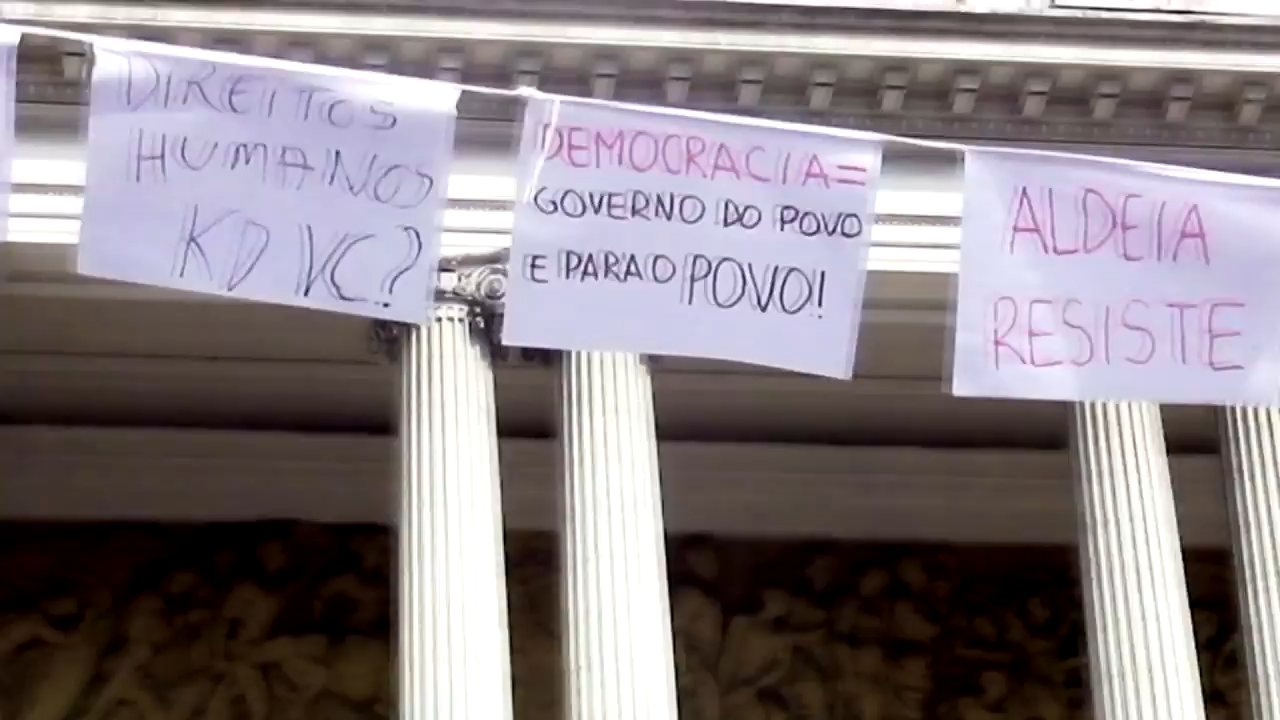 DIREITOS
HUMANOS
KD VC?
DEMOCRACIA=
GOVERNO DO POVO
E PARA O POVO!
ALDEIA
RESISTE